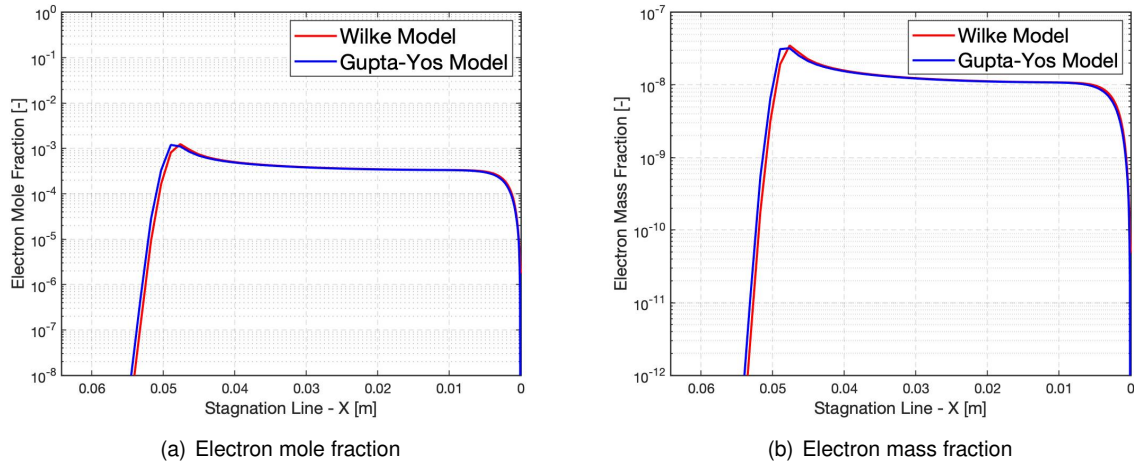 10⁰
10⁻¹
10⁻²
10⁻³
10⁻⁴
10⁻⁵
10⁻⁶
10⁻⁷
10⁻⁸
Electron Mole Fraction [-]
Wilke Model
Gupta-Yos Model
0.06 0.05 0.04 0.03 0.02 0.01 0
Stagnation Line - X [m]
(a) Electron mole fraction
10⁻⁷
10⁻⁸
10⁻⁹
10⁻¹⁰
10⁻¹¹
10⁻¹²
Electron Mass Fraction [-]
Wilke Model
Gupta-Yos Model
0.06 0.05 0.04 0.03 0.02 0.01 0
Stagnation Line - X [m]
(b) Electron mass fraction